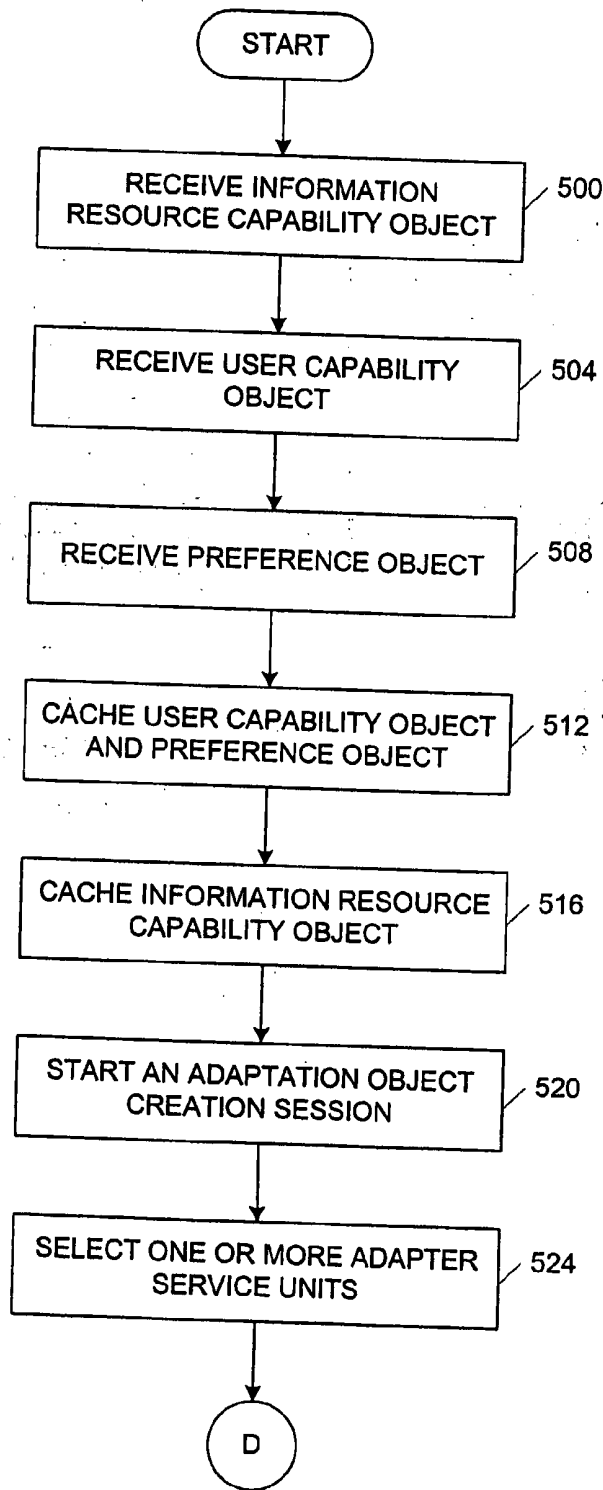 START
RECEIVE INFORMATION
RESOURCE CAPABILITY OBJECT
500
RECEIVE USER CAPABILITY
OBJECT
504
RECEIVE PREFERENCE OBJECT
508
CACHE USER CAPABILITY OBJECT
AND PREFERENCE OBJECT
512
CACHE INFORMATION RESOURCE
CAPABILITY OBJECT
516
START AN ADAPTATION OBJECT
CREATION SESSION
520
SELECT ONE OR MORE ADAPTER
SERVICE UNITS
524
D